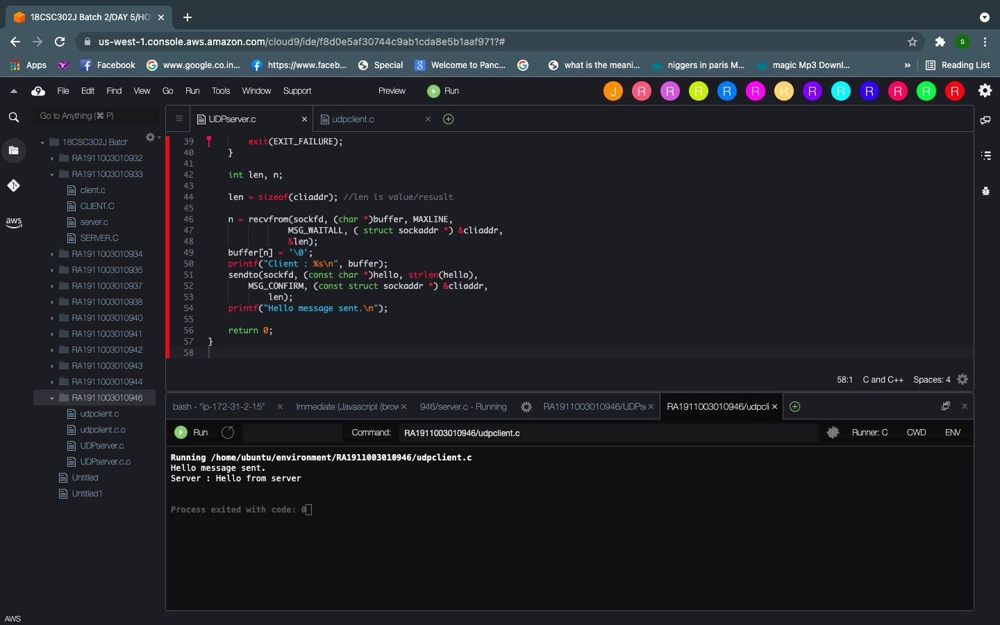 18CSC302J Batch 2/DAY 5/HO
us-west-1.console.aws.amazon.com/cloud9/ide/f8d0e5af30744c9ab1cda8e5b1aaf971?#
S
Apps Facebook www.google.co.in... https://www.faceb... Special Welcome to Panc... what is the meani... niggers in paris M... magic Mp3 Downl... » Reading List
9 File Edit Find View Go Run Tools Window Support Preview Run J R R R R R R R R R R R R
Go to Anything (⌘ P)
UDPserver.c
udpclient.c
18CSC302J Batch
RA1911003010932
RA1911003010933
client.c
CLIENT.C
server.c
SERVER.C
RA1911003010934
RA1911003010935
RA1911003010937
RA1911003010938
RA1911003010940
RA1911003010941
RA1911003010942
RA1911003010943
RA1911003010944
RA1911003010946
udpclient.c
udpclient.c.o
UDPserver.c
UDPserver.c.o
Untitled
Untitled1
aws
39 exit(EXIT_FAILURE);
40 }
41
42 int len, n;
43
44 len = sizeof(cliaddr); //len is value/resuslt
45
46 n = recvfrom(sockfd, (char *)buffer, MAXLINE,
47 MSG_WAITALL, ( struct sockaddr *) &cliaddr,
48 &len);
49 buffer[n] = '\0';
50 printf("Client : %s\n", buffer);
51 sendto(sockfd, (const char *)hello, strlen(hello),
52 MSG_CONFIRM, (const struct sockaddr *) &cliaddr,
53 len);
54 printf("Hello message sent.\n");
55
56 return 0;
57 }
58
58:1 C and C++ Spaces: 4
bash - "ip-172-31-2-15" Immediate (Javascript (brow 946/server.c - Running RA1911003010946/UDPse RA1911003010946/udpcli
Run Command: RA1911003010946/udpclient.c Runner: C CWD ENV
Running /home/ubuntu/environment/RA1911003010946/udpclient.c
Hello message sent.
Server : Hello from server
Process exited with code: 0
AWS